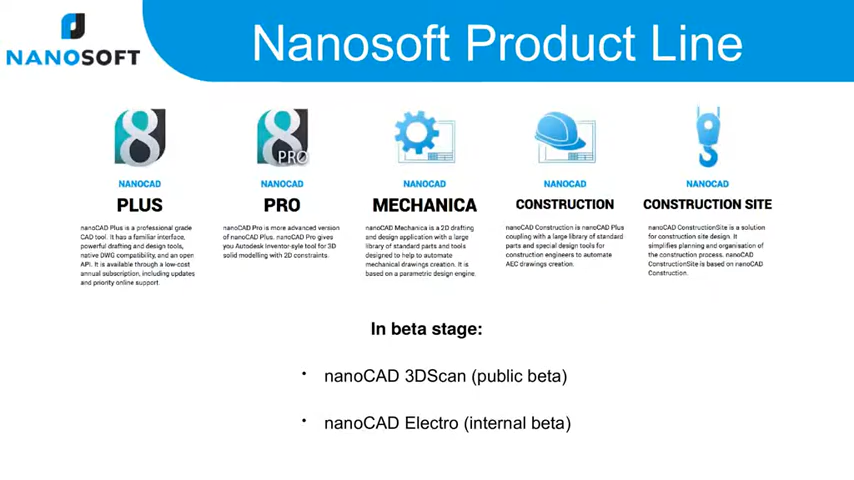 NANOSOFT
Nanosoft Product Line
8
NANOCAD
PLUS
nanoCAD Plus is a professional grade
CAD tool. It has a familiar interface,
powerful drafting and design tools,
native DWG compatibility, and an open
API. It is available through a low-cost
annual subscription, including updates
and priority online support.
8
PRO
NANOCAD
PRO
nanoCAD Pro is more advanced version
of nanoCAD Plus. nanoCAD Pro gives
you Autodesk Inventor-syle tool for 3D
solid modelling with 2D constraints.
NANOCAD
MECHANICA
nanoCAD Mechanica is a 2D drafting
and design application with a large
library of standard parts and tools
designed to help to automate
mechanical drawings creation. It is
based on a parametric design engine.
NANOCAD
CONSTRUCTION
nanoCAD Construction is nanoCAD Plus
coupling with a large library of standard
parts and special design tools for
construction engineers to automate
AEC drawings creation.
NANOCAD
CONSTRUCTION SITE
nanoCAD ConstructionSite is a solution
for construction site design. It
simplifies planning and organisation of
the construction process. nanoCAD
ConstructionSite is based on nanoCAD
Construction.
In beta stage:
• nanoCAD 3DScan (public beta)
• nanoCAD Electro (internal beta)